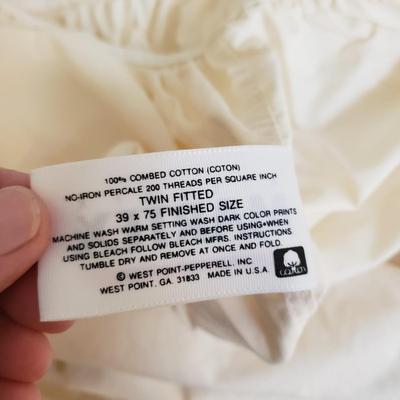 100% COMBED COTTON (COTON)
NO-IRON PERCALE 200 THREADS PER SQUARE INCH
TWIN FITTED
39 x 75 FINISHED SIZE
MACHINE WASH WARM SETTING WASH DARK COLOR PRINTS
AND SOLIDS SEPARATELY AND BEFORE USING•WHEN
USING BLEACH FOLLOW BLEACH MFRS. INSTRUCTIONS
TUMBLE DRY AND REMOVE AT ONCE AND FOLD.
© WEST POINT-PEPPERELL, INC
WEST POINT, GA. 31833 MADE IN U.S.A.
COTTON